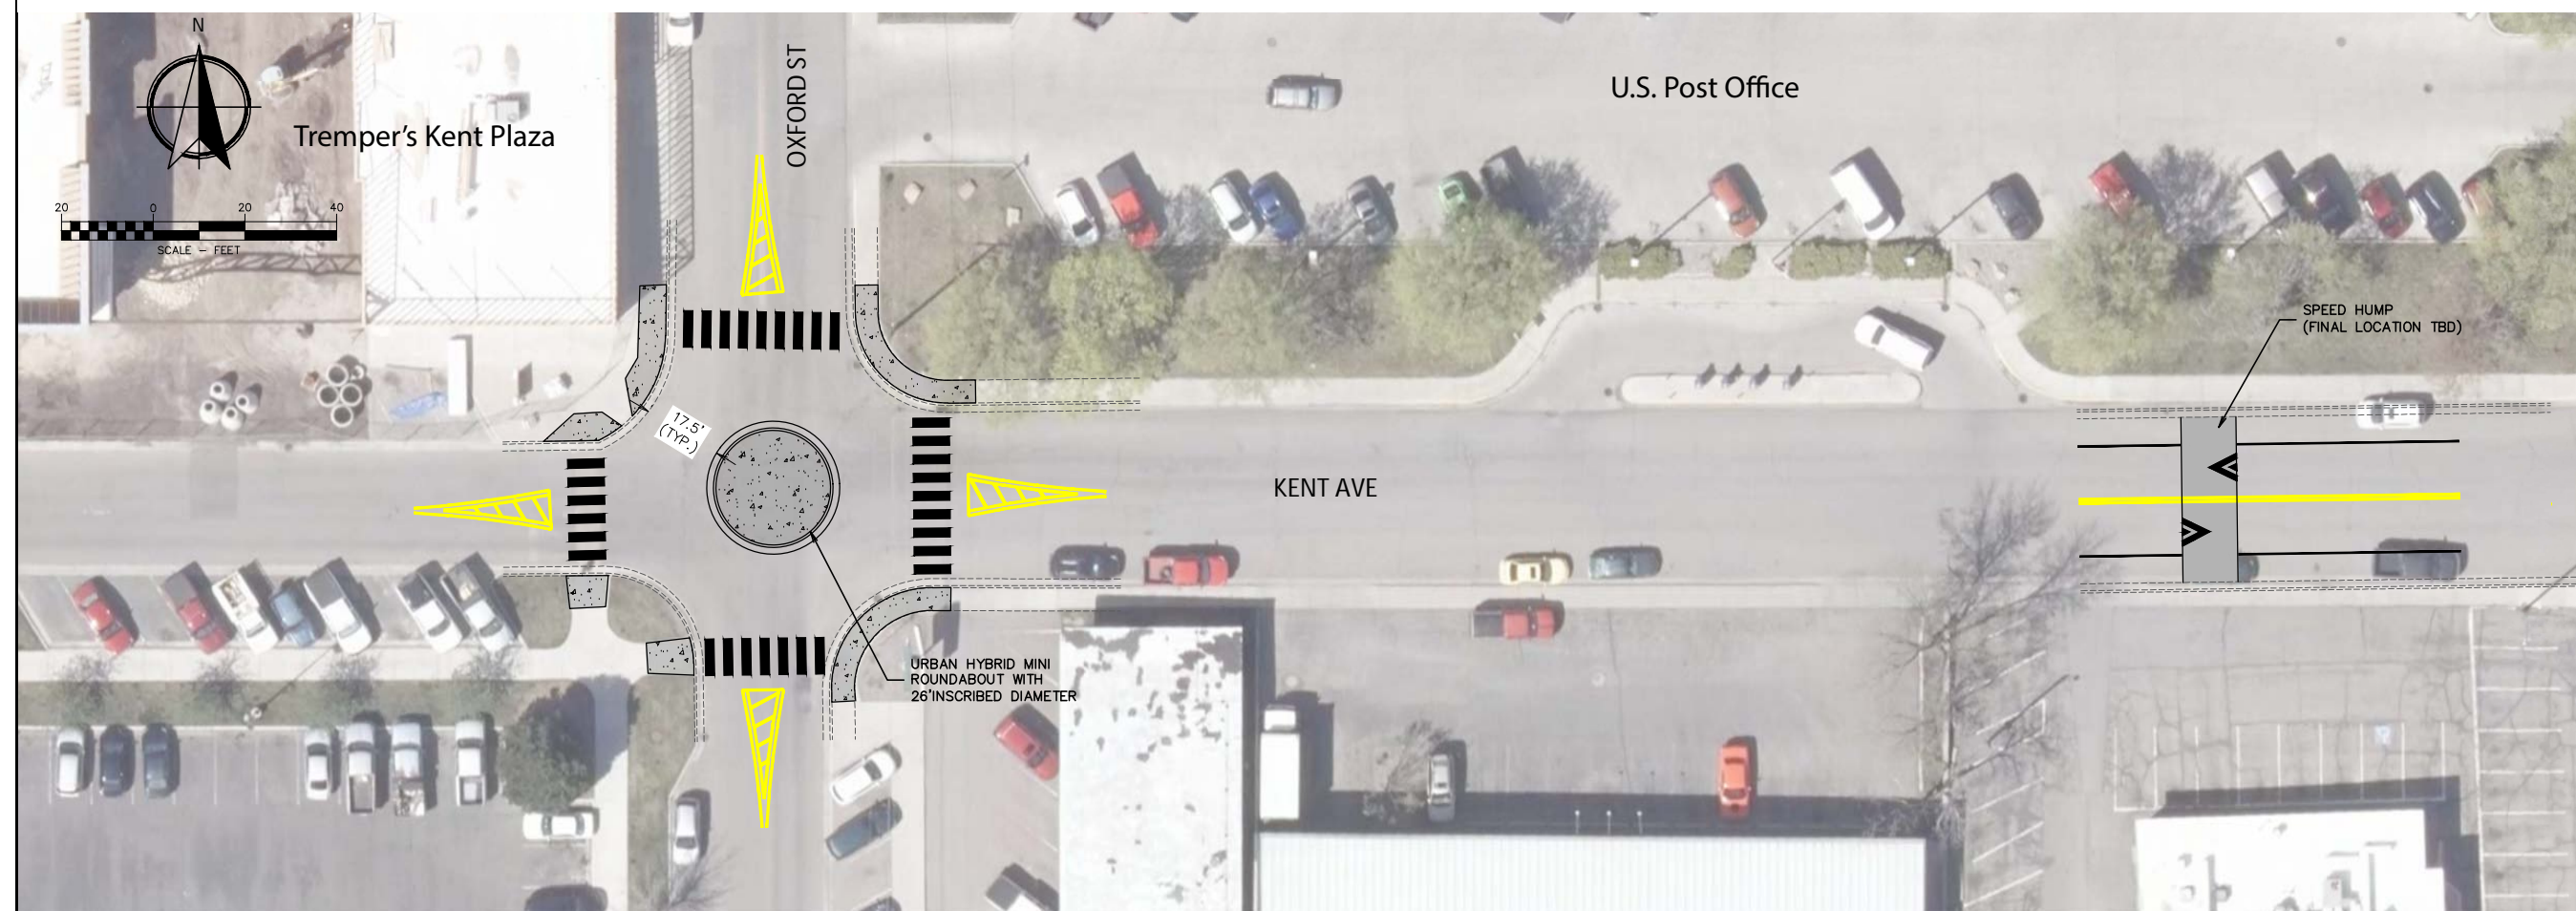 N
OXFORD ST
U.S. Post Office
Tremper's Kent Plaza
20 0 20 40
SCALE – FEET
SPEED HUMP
(FINAL LOCATION TBD)
17.5'
(TYP.)
KENT AVE
URBAN HYBRID MINI
ROUNDABOUT WITH
26'INSCRIBED DIAMETER